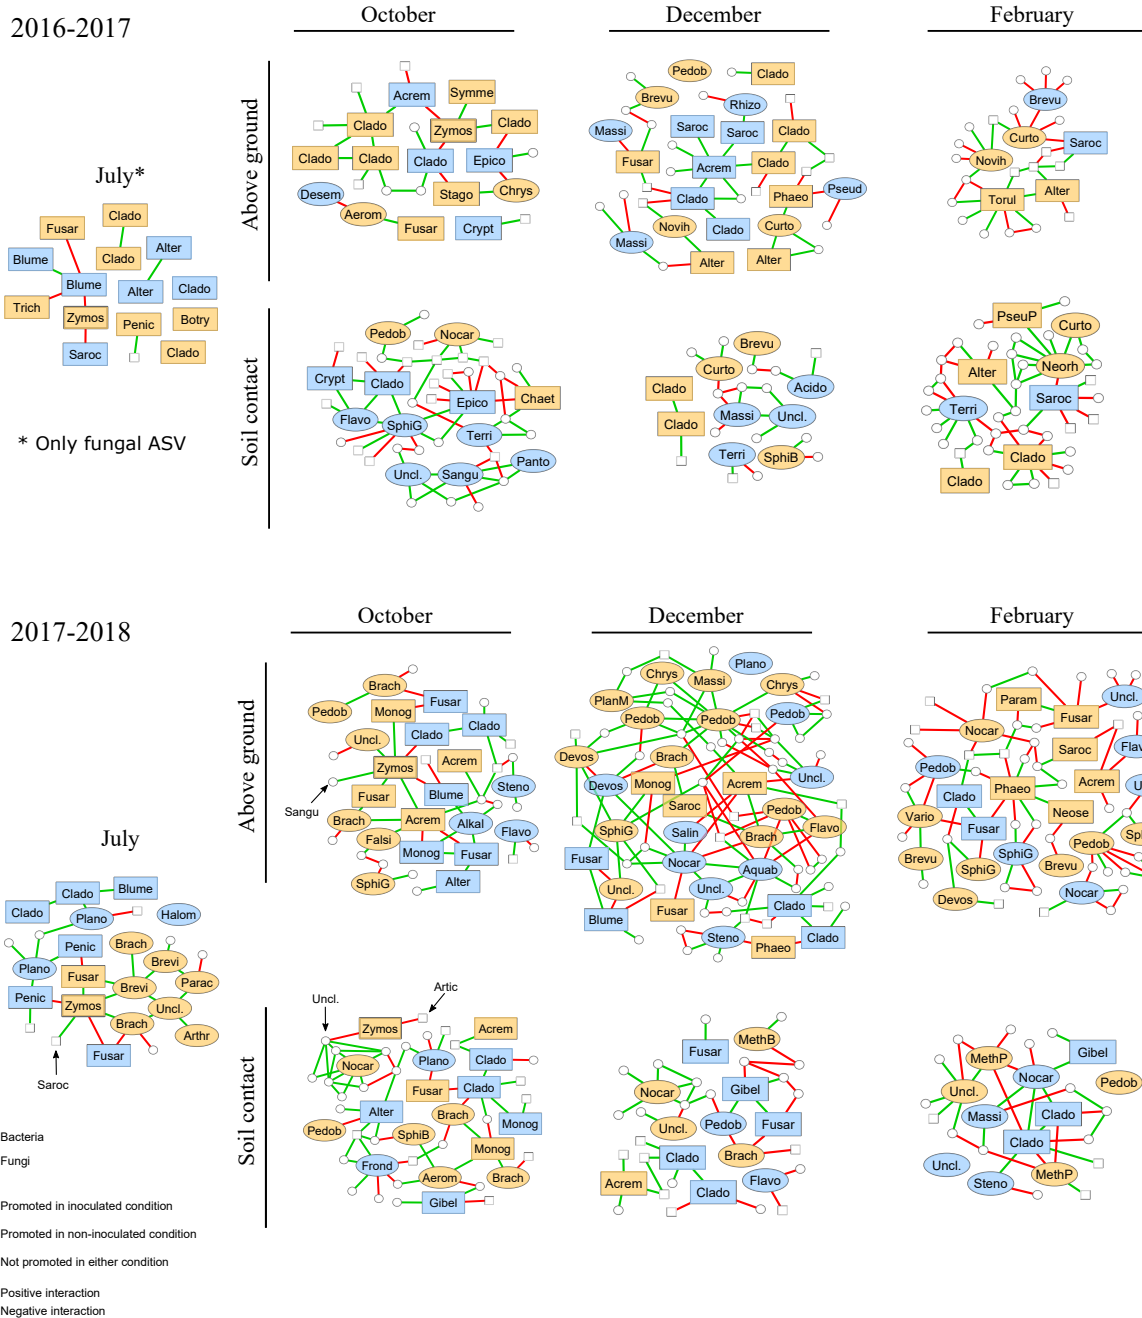 2016-2017
October
December
February
Above ground
July*
Fusar
Clado
Blume
Clado
Alter
Blume
Alter
Clado
Trich
Zymos
Penic
Botry
Saroc
Clado
* Only fungal ASV
Acrem
Symme
Clado
Zymos
Clado
Clado
Clado
Clado
Epico
Desem
Stago
Chrys
Aerom
Fusar
Crypt
Pedob
Clado
Brevu
Rhizo
Massi
Saroc
Saroc
Clado
Fusar
Acrem
Clado
Clado
Phaeo
Pseud
Novih
Clado
Curto
Massi
Alter
Alter
Brevu
Curto
Saroc
Novih
Torul
Alter
Soil contact
Pedob
Nocar
Crypt
Clado
Epico
Chaet
Flavo
SphiG
Terri
Uncl.
Sangu
Panto
Brevu
Curto
Acido
Clado
Massi
Uncl.
Clado
Terri
SphiB
PseuP
Curto
Alter
Neorh
Terri
Saroc
Clado
Clado
2017-2018
October
December
February
Above ground
July
Clado
Blume
Clado
Plano
Halom
Penic
Brach
Plano
Fusar
Brevi
Brevi
Parac
Penic
Zymos
Uncl.
Brach
Arthr
Fusar
Saroc
Brach
Pedob
Monog
Fusar
Clado
Clado
Uncl.
Zymos
Acrem
Sangu
Fusar
Blume
Steno
Brach
Acrem
Alkal
Flavo
Falsi
Monog
Fusar
SphiG
Alter
Plano
Chrys
Massi
Chrys
PlanM
Pedob
Pedob
Pedob
Devos
Brach
Devos
Monog
Acrem
Uncl.
Saroc
Pedob
SphiG
Salin
Brach
Flavo
Fusar
Nocar
Aquab
Uncl.
Uncl.
Blume
Fusar
Clado
Steno
Phaeo
Clado
Param
Uncl.
Nocar
Fusar
Saroc
Flav
Pedob
Phaeo
Acrem
U
Clado
Vario
Fusar
Neose
Sph
Brevu
SphiG
SphiG
Brevu
Pedob
Devos
Nocar
Soil contact
Uncl.
Artic
Zymos
Acrem
Nocar
Plano
Clado
Fusar
Clado
Alter
Brach
Monog
Pedob
SphiB
Monog
Frond
Aerom
Brach
Gibel
Fusar
MethB
Nocar
Gibel
Uncl.
Pedob
Fusar
Clado
Brach
Acrem
Clado
Flavo
MethP
Gibel
Uncl.
Nocar
Pedob
Massi
Clado
Clado
Uncl.
Steno
MethP
Bacteria
Fungi
Promoted in inoculated condition
Promoted in non-inoculated condition
Not promoted in either condition
Positive interaction
Negative interaction